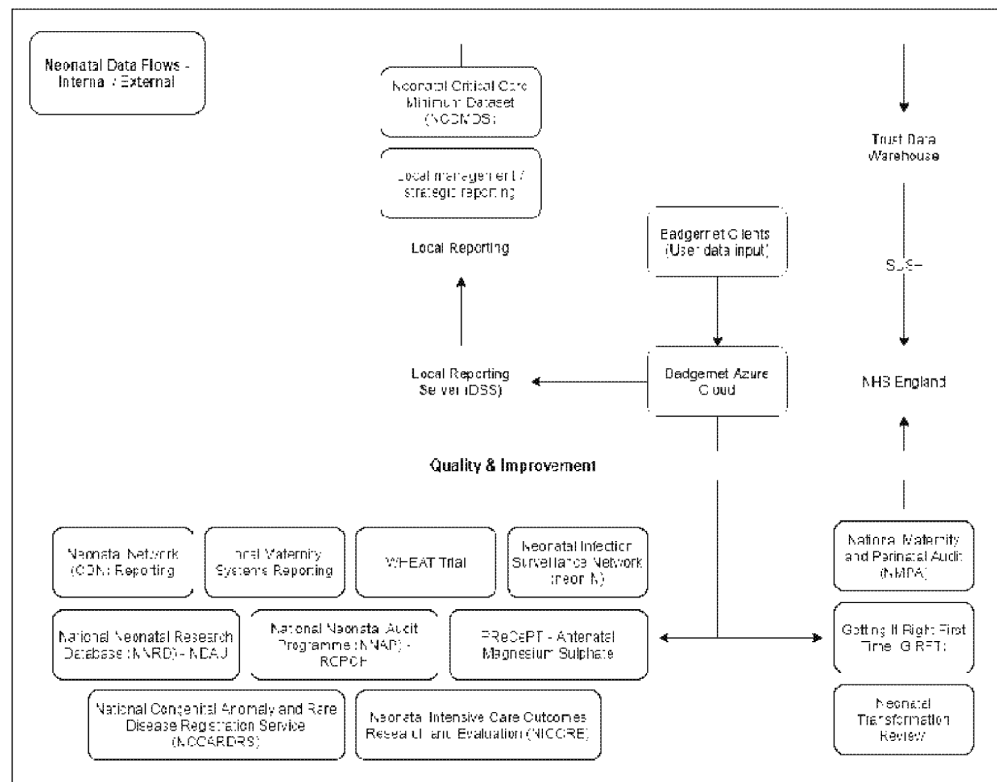 Neonatal Data Flows -
Internal / External
Neonatal Critical Care
Minimum Dataset
(NCCMDS)
Local management /
strategic reporting
Local Reporting
Local Reporting
Server (DSS)
Badgernet Clients
(User data input)
Badgernet Azure
Cloud
Trust Data
Warehouse
NHS England
Quality & Improvement
Neonatal Network
(ODN) Reporting
Local Maternity
Systems Reporting
WHEAT Trial
Neonatal Infection
Surveillance Network
(neonIN)
National Neonatal Research
Database (NNRD) - NDAU
National Neonatal Audit
Programme (NNAP) -
RCPCH
PReCePT - Antenatal
Magnesium Sulphate
National Congenital Anomaly and Rare
Disease Registration Service
(NCCARDRS)
Neonatal Intensive Care Outcomes
Research and Evaluation (NICORE)
National Maternity
and Perinatal Audit
(NMPA)
Getting It Right First
Time (GIRFT)
Neonatal
Transformation
Review